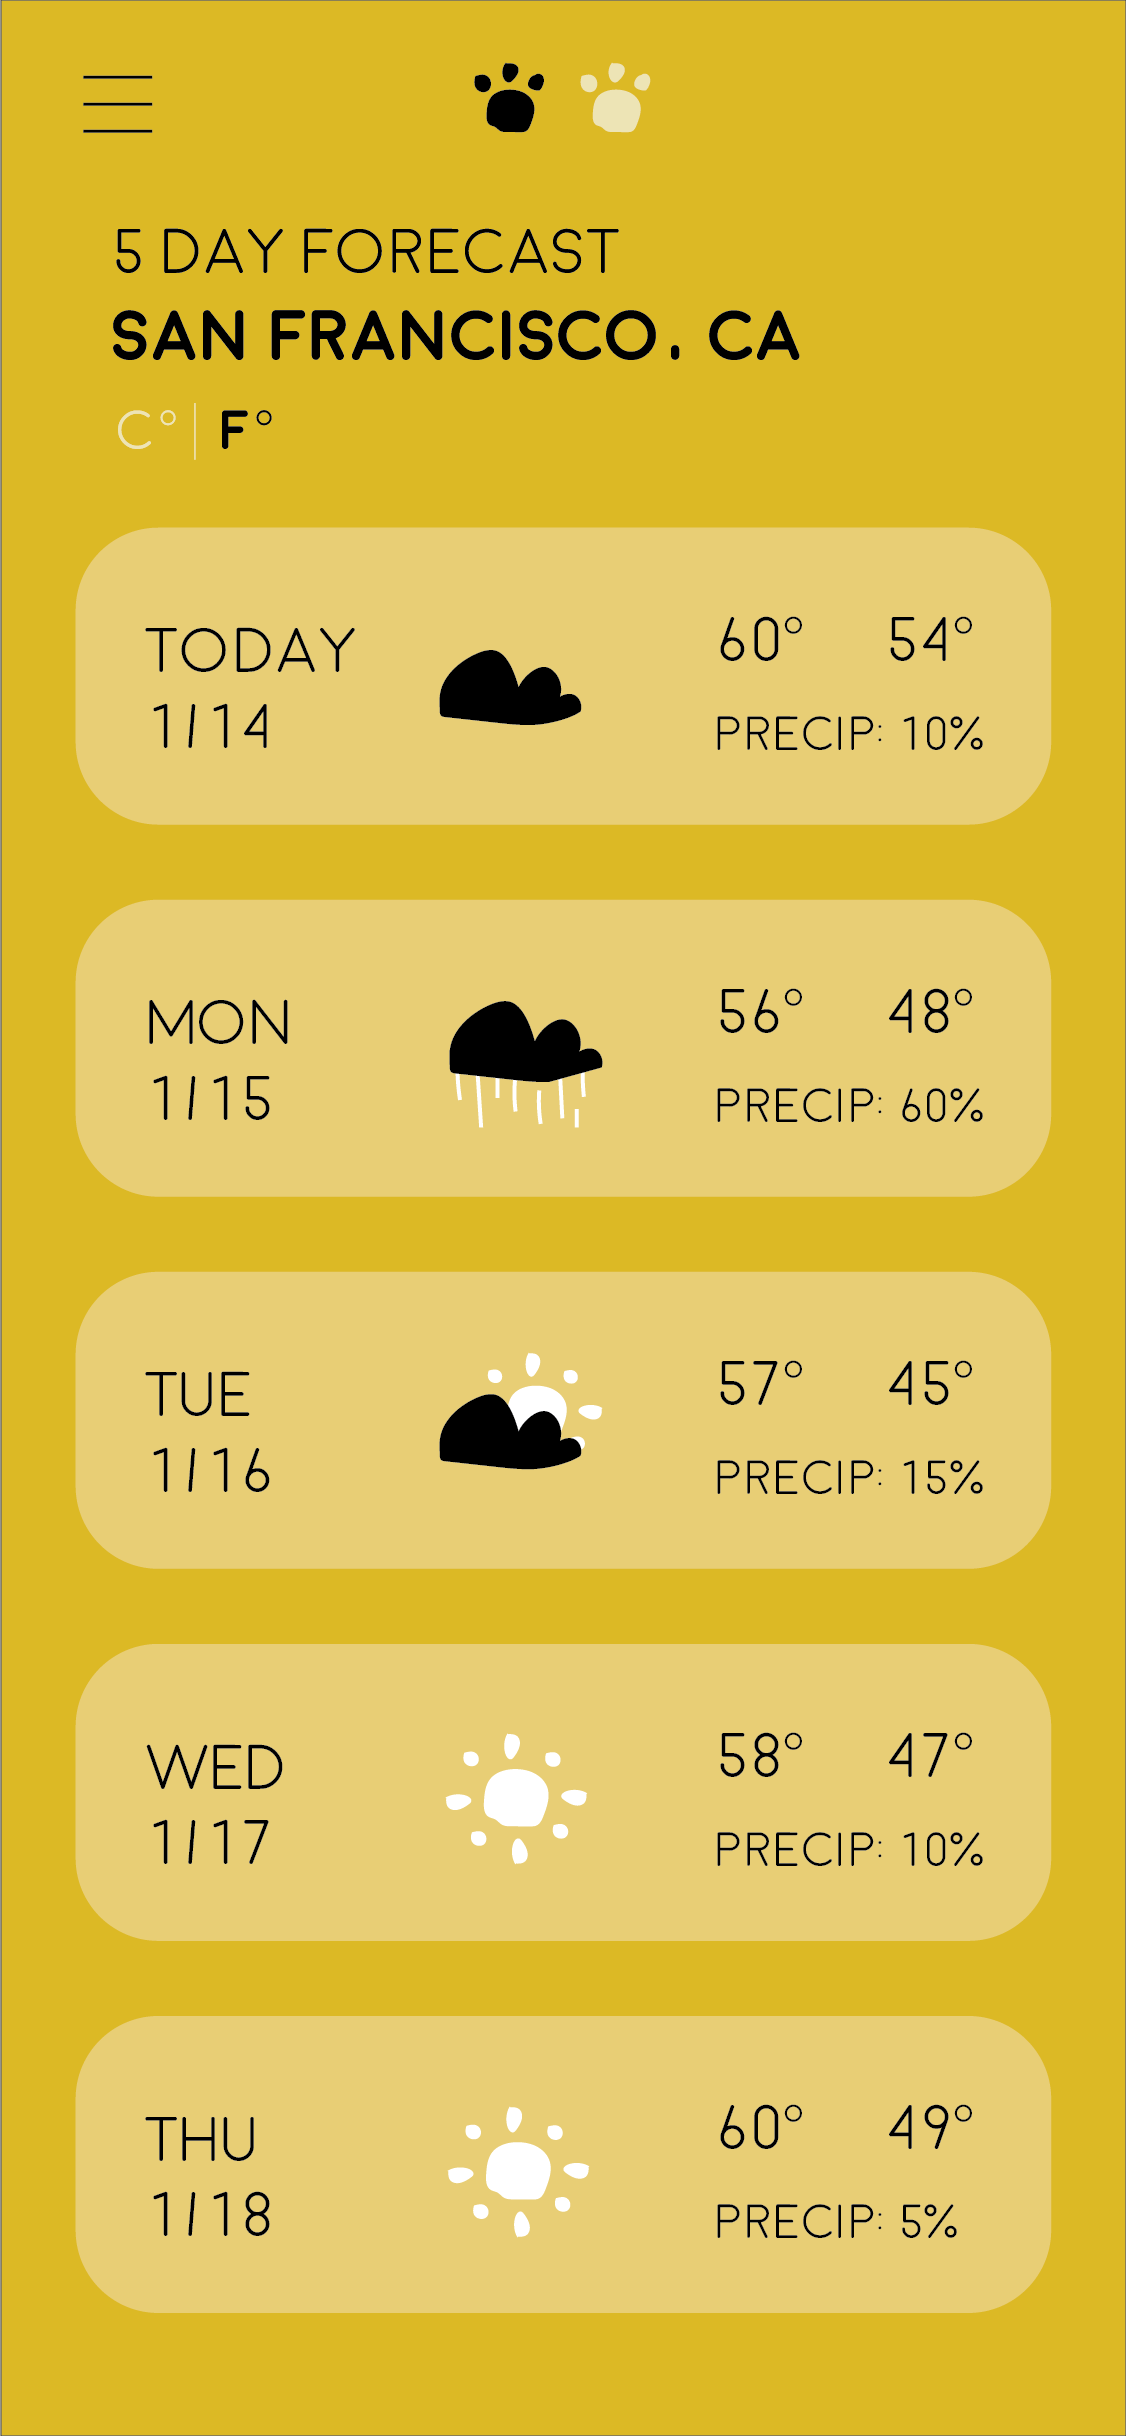 5 DAY FORECAST
SAN FRANCISCO, CA
C° | F°
TODAY
1/14
60° 54°
PRECIP: 10%
MON
1/15
56° 48°
PRECIP: 60%
TUE
1/16
57° 45°
PRECIP: 15%
WED
1/17
58° 47°
PRECIP: 10%
THU
1/18
60° 49°
PRECIP: 5%